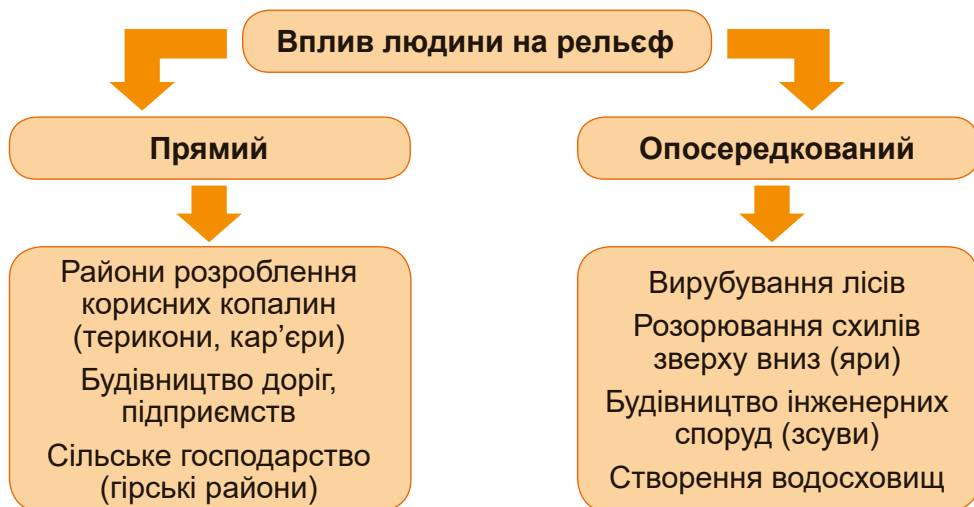 Вплив людини на рельєф
Прямий
Опосередкований
Райони розроблення
корисних копалин
(терикони, кар’єри)
Будівництво доріг,
підприємств
Сільське господарство
(гірські райони)
Вирубування лісів
Розорювання схилів
зверху вниз (яри)
Будівництво інженерних
споруд (зсуви)
Створення водосховищ